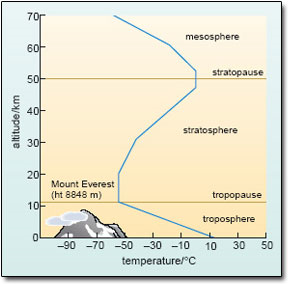 70
60
50
40
30
20
10
0
altitude/km
mesosphere
stratopause
stratosphere
Mount Everest
(ht 8848 m)
tropopause
troposphere
–90 –70 –50 –30 –10 10 30 50
temperature/°C